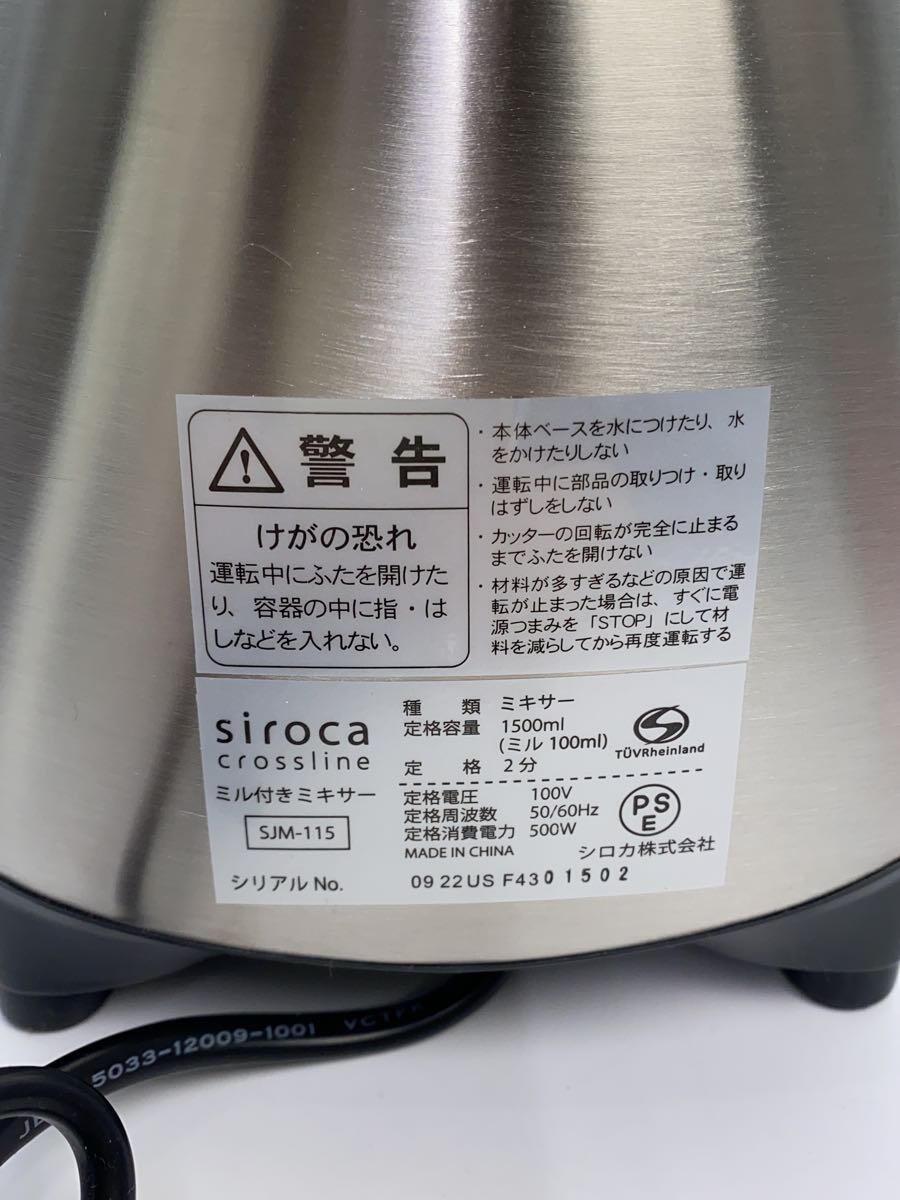 警 告
けがの恐れ
運転中にふたを開けた
り、容器の中に指・は
しなどを入れない。
・本体ベースを水につけたり、水
をかけたりしない
・運転中に部品の取りつけ・取り
はずしをしない
・カッターの回転が完全に止まる
までふたを開けない
・材料が多すぎるなどの原因で運
転が止まった場合は、すぐに電
源つまみを「STOP」にして材
料を減らしてから再度運転する
siroca
crossline
ミル付きミキサー
SJM-115
種 類 ミキサー
定格容量 1500ml
(ミル 100ml)
定 格 2分
TÜVRheinland
定格電圧 100V
定格周波数 50/60Hz
定格消費電力 500W
MADE IN CHINA
PS
E
シロカ株式会社
シリアル No. 09 22US F4301502
5033-12009-1001